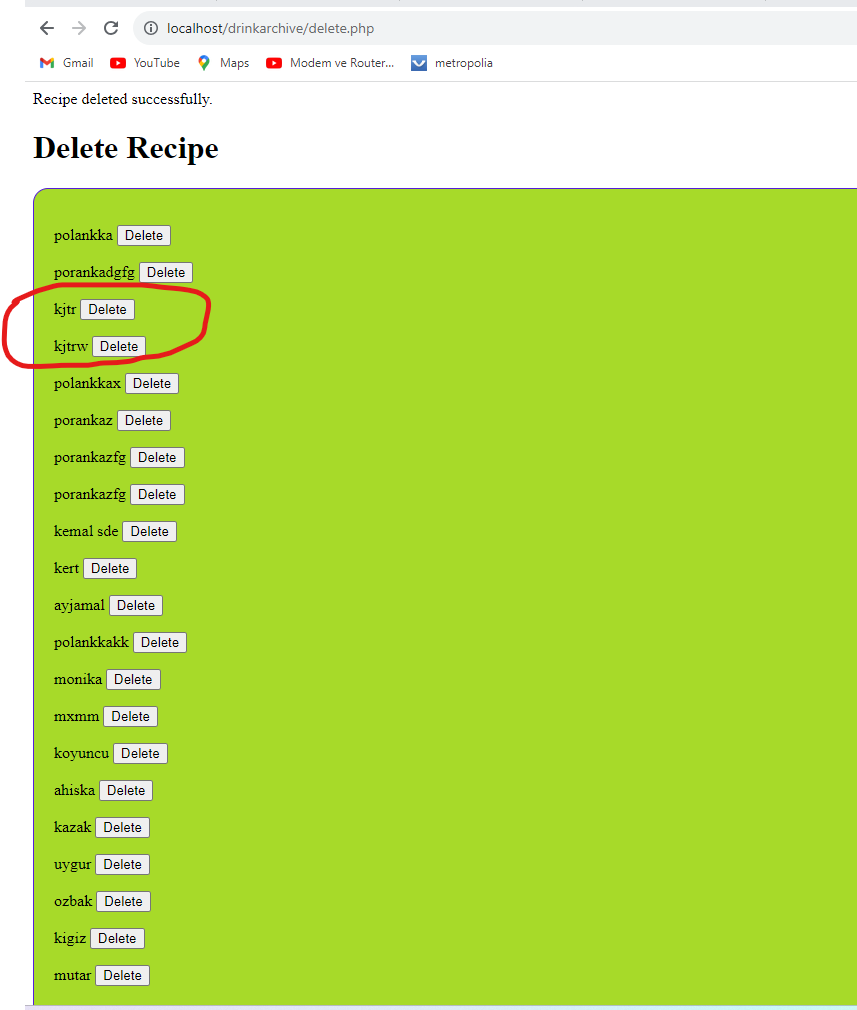 localhost/drinkarchive/delete.php
Gmail YouTube Maps Modem ve Router... metropolia
Recipe deleted successfully.
Delete Recipe
polankka Delete
porankadgfg Delete
kjtr Delete
kjtrw Delete
polankkax Delete
porankaz Delete
porankazfg Delete
porankazfg Delete
kemal sde Delete
kert Delete
ayjamal Delete
polankkakk Delete
monika Delete
mxmm Delete
koyuncu Delete
ahiska Delete
kazak Delete
uygur Delete
ozbak Delete
kigiz Delete
mutar Delete